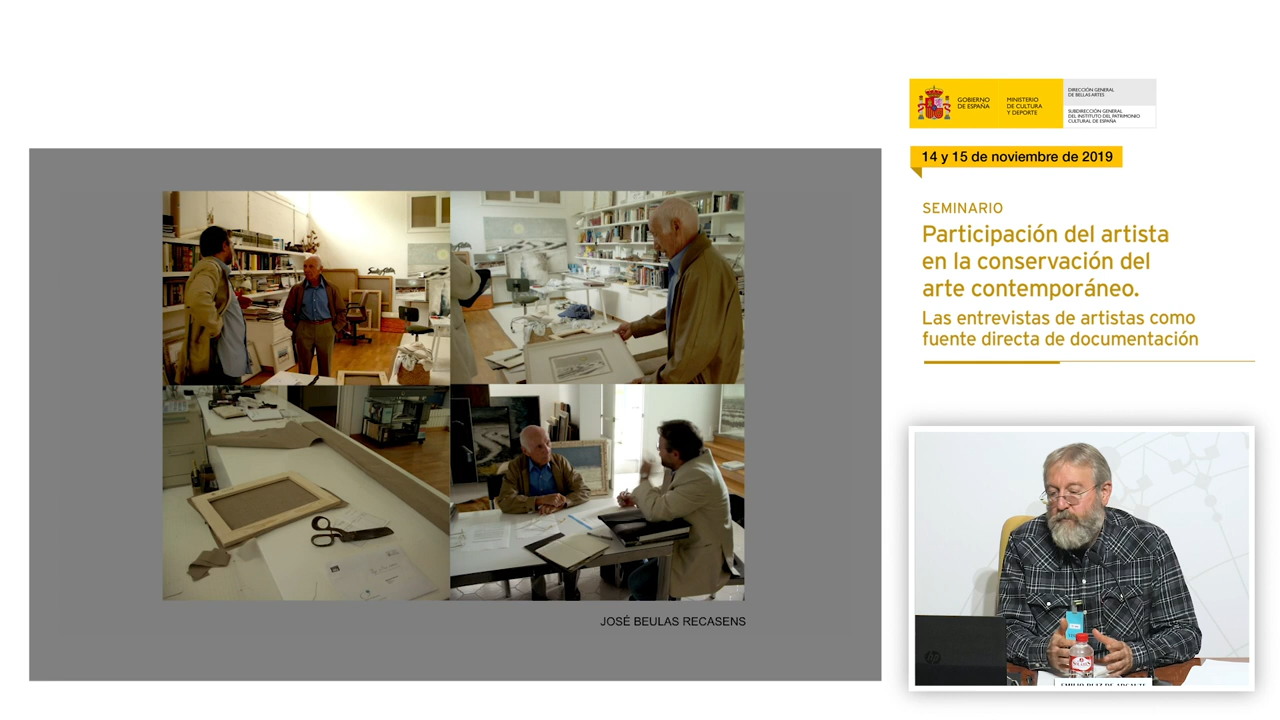 GOBIERNO
DE ESPAÑA
MINISTERIO
DE CULTURA
Y DEPORTE
DIRECCIÓN GENERAL
DE BELLAS ARTES
SUBDIRECCIÓN GENERAL
DEL INSTITUTO DEL PATRIMONIO
CULTURAL DE ESPAÑA
14 y 15 de noviembre de 2019
SEMINARIO
Participación del artista
en la conservación del
arte contemporáneo.
Las entrevistas de artistas como
fuente directa de documentación
JOSÉ BEULAS RECASENS
hp